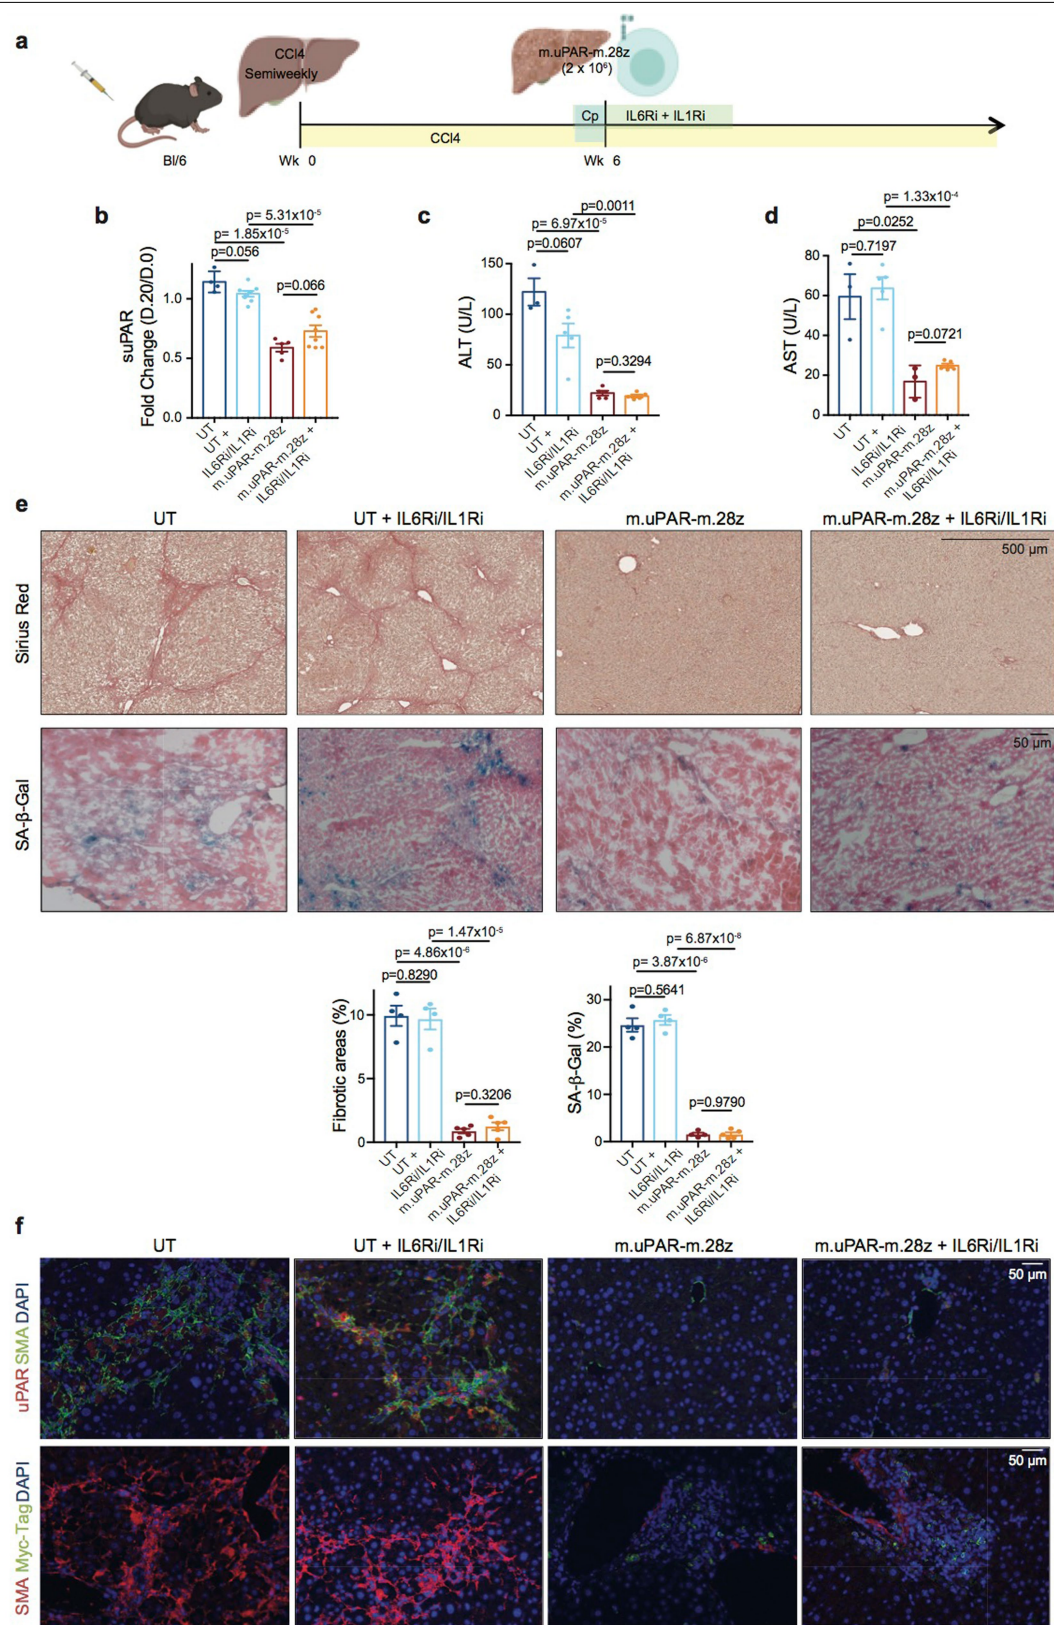 a
CCl4
Semiweekly
m.uPAR-m.28z
(2 x 10⁶)
Cp IL6Ri + IL1Ri
CCl4
Bl/6 Wk 0 Wk 6
b
p= 5.31x10⁻⁵
p= 1.85x10⁻⁵
p=0.056
p=0.066
suPAR
Fold Change (D.20/D.0)
1.0
0.5
0.0
UT
UT +
IL6Ri/IL1Ri
m.uPAR-m.28z
m.uPAR-m.28z +
IL6Ri/IL1Ri
c
p=0.0011
p= 6.97x10⁻⁵
p=0.0607
p=0.3294
ALT (U/L)
150
100
50
0
UT
UT +
IL6Ri/IL1Ri
m.uPAR-m.28z
m.uPAR-m.28z +
IL6Ri/IL1Ri
d
p= 1.33x10⁻⁴
p=0.0252
p=0.7197
p=0.0721
AST (U/L)
80
60
40
20
0
UT
UT +
IL6Ri/IL1Ri
m.uPAR-m.28z
m.uPAR-m.28z +
IL6Ri/IL1Ri
e
UT UT + IL6Ri/IL1Ri m.uPAR-m.28z m.uPAR-m.28z + IL6Ri/IL1Ri
Sirius Red
500 µm
SA-β-Gal
50 µm
p= 1.47x10⁻⁵
p= 4.86x10⁻⁶
p=0.8290
p=0.3206
Fibrotic areas (%)
10
5
0
UT
UT +
IL6Ri/IL1Ri
m.uPAR-m.28z
m.uPAR-m.28z +
IL6Ri/IL1Ri
p= 6.87x10⁻⁸
p= 3.87x10⁻⁶
p=0.5641
p=0.9790
SA-β-Gal (%)
30
20
10
0
UT
UT +
IL6Ri/IL1Ri
m.uPAR-m.28z
m.uPAR-m.28z +
IL6Ri/IL1Ri
f
UT UT + IL6Ri/IL1Ri m.uPAR-m.28z m.uPAR-m.28z + IL6Ri/IL1Ri
uPAR SMA DAPI
50 µm
SMA Myc-Tag DAPI
50 µm